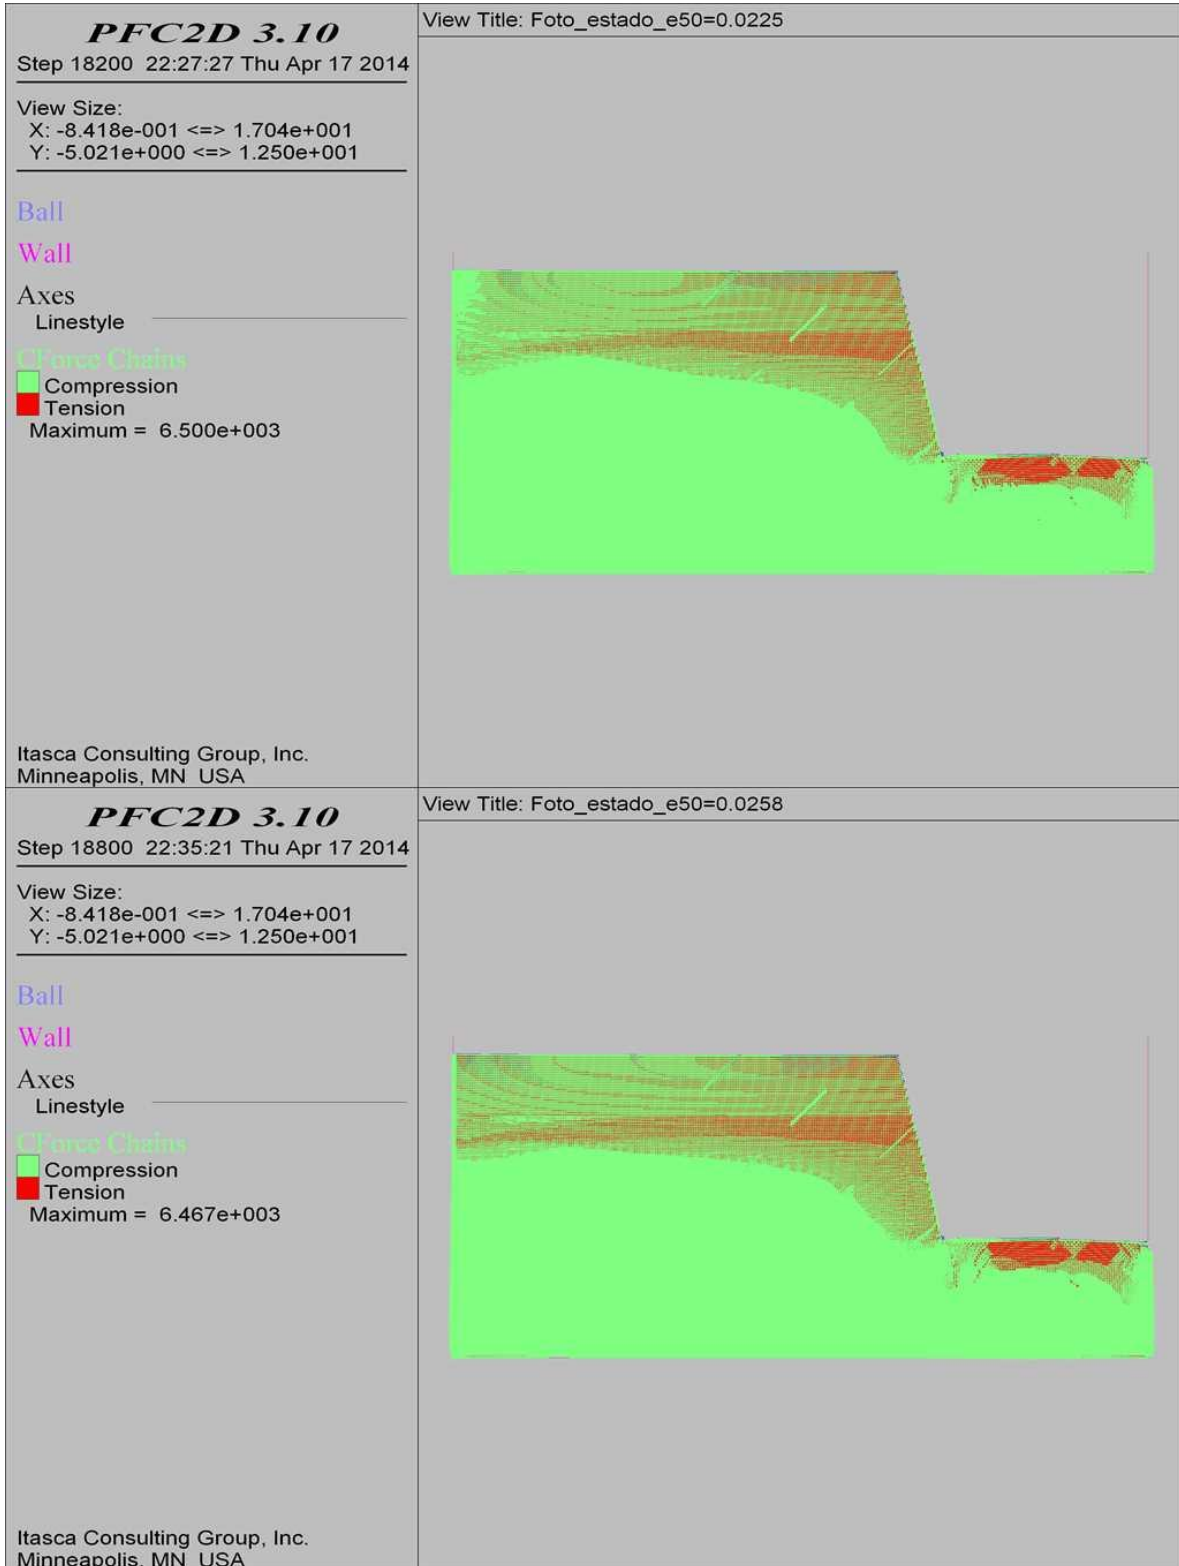 PFC2D 3.10
Step 18200 22:27:27 Thu Apr 17 2014
View Size:
X: -8.418e-001 <=> 1.704e+001
Y: -5.021e+000 <=> 1.250e+001
Ball
Wall
Axes
Linestyle
CForce Chains
Compression
Tension
Maximum = 6.500e+003
Itasca Consulting Group, Inc.
Minneapolis, MN USA
View Title: Foto_estado_e50=0.0225
PFC2D 3.10
Step 18800 22:35:21 Thu Apr 17 2014
View Size:
X: -8.418e-001 <=> 1.704e+001
Y: -5.021e+000 <=> 1.250e+001
Ball
Wall
Axes
Linestyle
CForce Chains
Compression
Tension
Maximum = 6.467e+003
Itasca Consulting Group, Inc.
Minneapolis, MN USA
View Title: Foto_estado_e50=0.0258